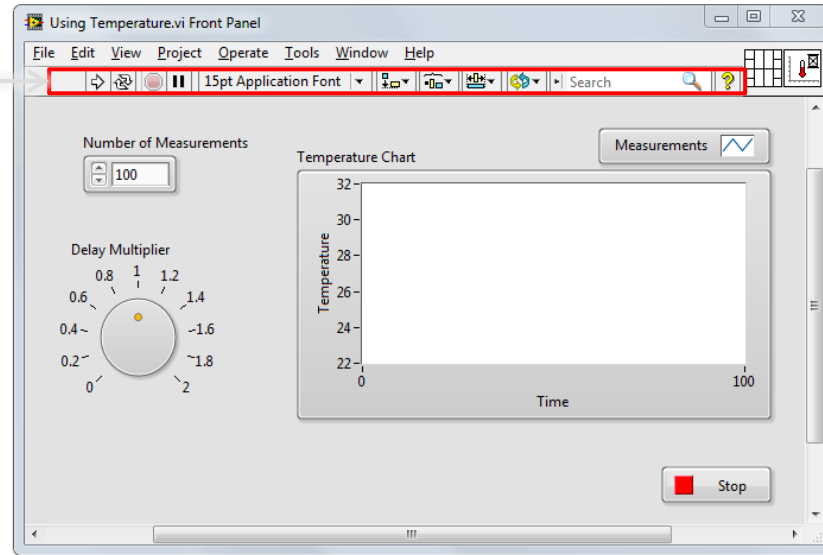 Using Temperature.vi Front Panel
File Edit View Project Operate Tools Window Help
15pt Application Font Search ?
Number of Measurements
100
Temperature Chart
Measurements
32
30
28
26
24
22
Temperature
0 100
Time
Delay Multiplier
0 0.2 0.4 0.6 0.8 1 1.2 1.4 1.6 1.8 2
Stop